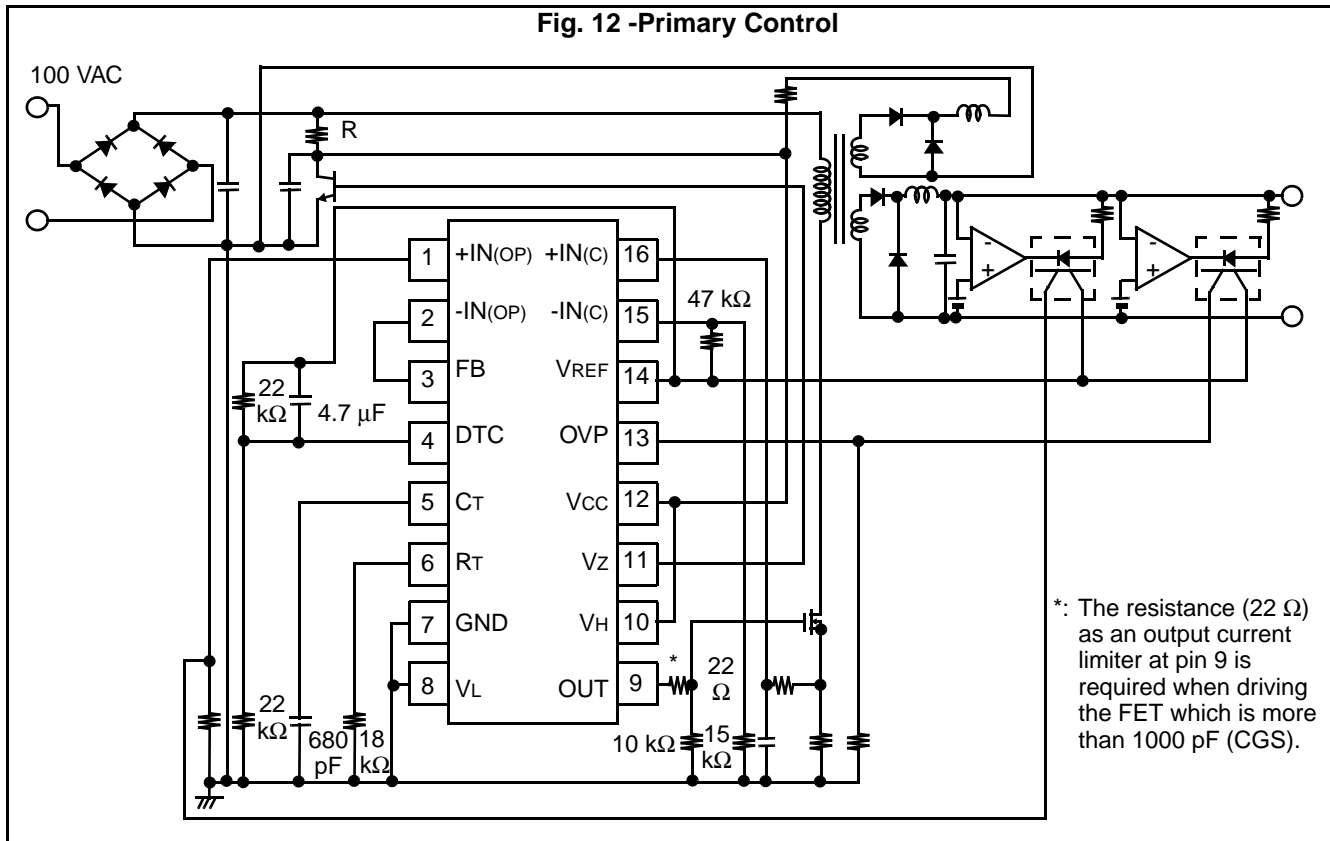 Fig. 12 -Primary Control
100 VAC
R
1 +IN(OP) +IN(C) 16
47 kΩ
2 -IN(OP) -IN(C) 15
3 FB VREF 14
22 kΩ
4.7 μF
4 DTC OVP 13
5 CT VCC 12
6 RT VZ 11
7 GND VH 10
8 VL OUT 9
*
22 Ω
22 kΩ
680 pF
18 kΩ
10 kΩ
15 kΩ
-
+
-
+
*: The resistance (22 Ω)
as an output current
limiter at pin 9 is
required when driving
the FET which is more
than 1000 pF (CGS).